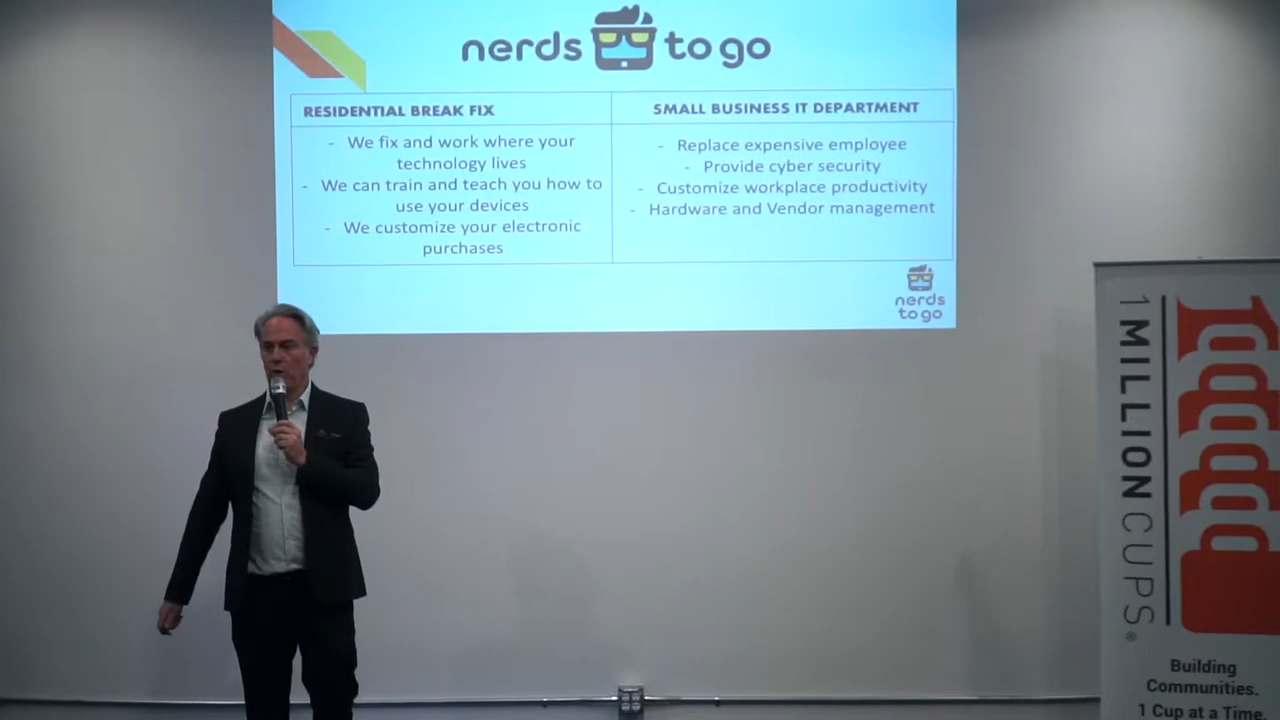 nerds to go
RESIDENTIAL BREAK FIX
- We fix and work where your
technology lives
- We can train and teach you how to
use your devices
- We customize your electronic
purchases
SMALL BUSINESS IT DEPARTMENT
- Replace expensive employee
- Provide cyber security
- Customize workplace productivity
- Hardware and Vendor management
nerds
to go
1 MILLION CUPS®
Building
Communities.
1 Cup at a Time.